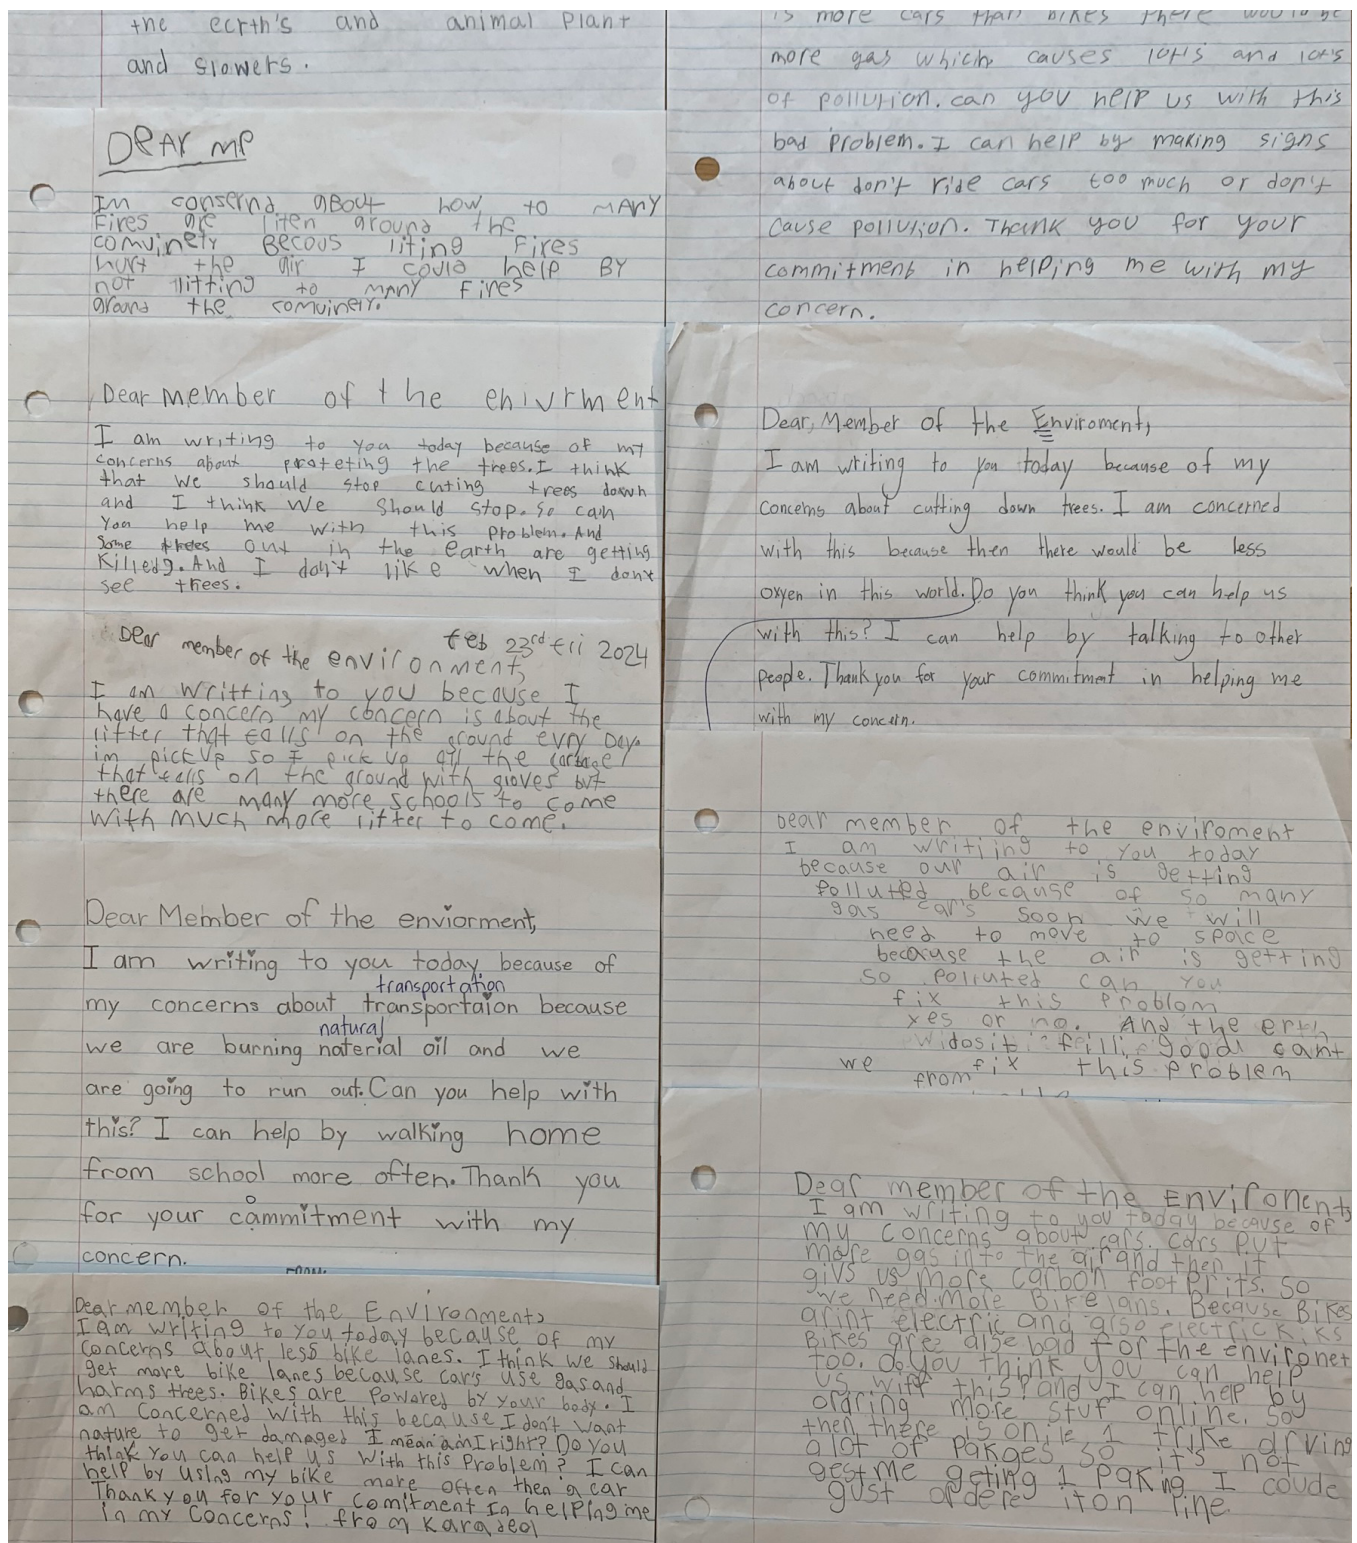 the ecrth's and animal Plant
and slowers.
DEAR MP
Im consernd about how to MANY
Fires are liten around the
comuinety Becous liting Fires
hurt the air I could help BY
not litting to MANY Fires
around the comuinety.
Dear Member of the enivrment
I am writing to you today because of my
concerns about proteting the trees. I think
that we should stop cuting trees down
and I think We should stop. So can
You help me with this problem. And
Some trees out in the earth are getting
Killedg. And I don't like when I dont
see trees.
Dear Feb 23rd Fri 2024
member of the environment,
I am writting to you because I
have a concern my concern is about the
litter that falls on the ground evry Day.
im pick up so I pick up all the garbage
that falls on the ground with gloves but
there are many more schools to come
with much more litter to come.
Dear Member of the enviorment,
I am writing to you today, because of
transportation
my concerns about transportaion because
natural
we are burning naterial oil and we
are going to run out. Can you help with
this? I can help by walking home
from school more often. Thank you
o
for your cammitment with my
concern.
from:
Dear member of the Environment,
I am writing to You today because of my
concerns about less bike lanes. I think we should
get more bike lanes because car's use gas and
harms trees. Bikes are Powered by your body. I
am concerned with this because I don't want
nature to get damaged I mean am I right? Do you
think You can help us with this Problem? I can
help by using my bike more often then a car
Thank you for your comitment In helping me
in my Concerns! from
is more cars than bikes there would be
more gas which causes lot's and lot's
of pollution. can you help us with this
bad problem. I can help by making signs
about don't ride cars too much or don't
cause pollution. Thank you for your
commitment in helping me with my
concern.
Dear, Member of the Enviroment,
I am writing to you today because of my
concerns about cutting down trees. I am concerned
with this because then there would be less
oxyen in this world. Do you think you can help us
with this? I can help by talking to other
people. Thank you for your commitment in helping me
with my concern.
Dear member of the enviroment
I am writiing to you today
because our air is getting
Polluted because of so many
gas car's soon we will
need to move to space
because the air is getting
so polluted can you
fix this problom
yes or no. And the erth
good cant
we fix this problem
from
Dear member of the Environent,
I am writing to you today because of
my concerns about cars. cars put
more gas into the air and then it
givs us more carbon foot prits. so
we need more Bike lans. Because Bikes
arint electric and also electrick
Bikes are also bad for the environet
too. do you think you can help
us witf this? and I can help by
ordring more stuf online. So
then there is onile 1 drving
a lot of pakges so it's not
gest me geting 1 paking I coude
gust ordere it on line.